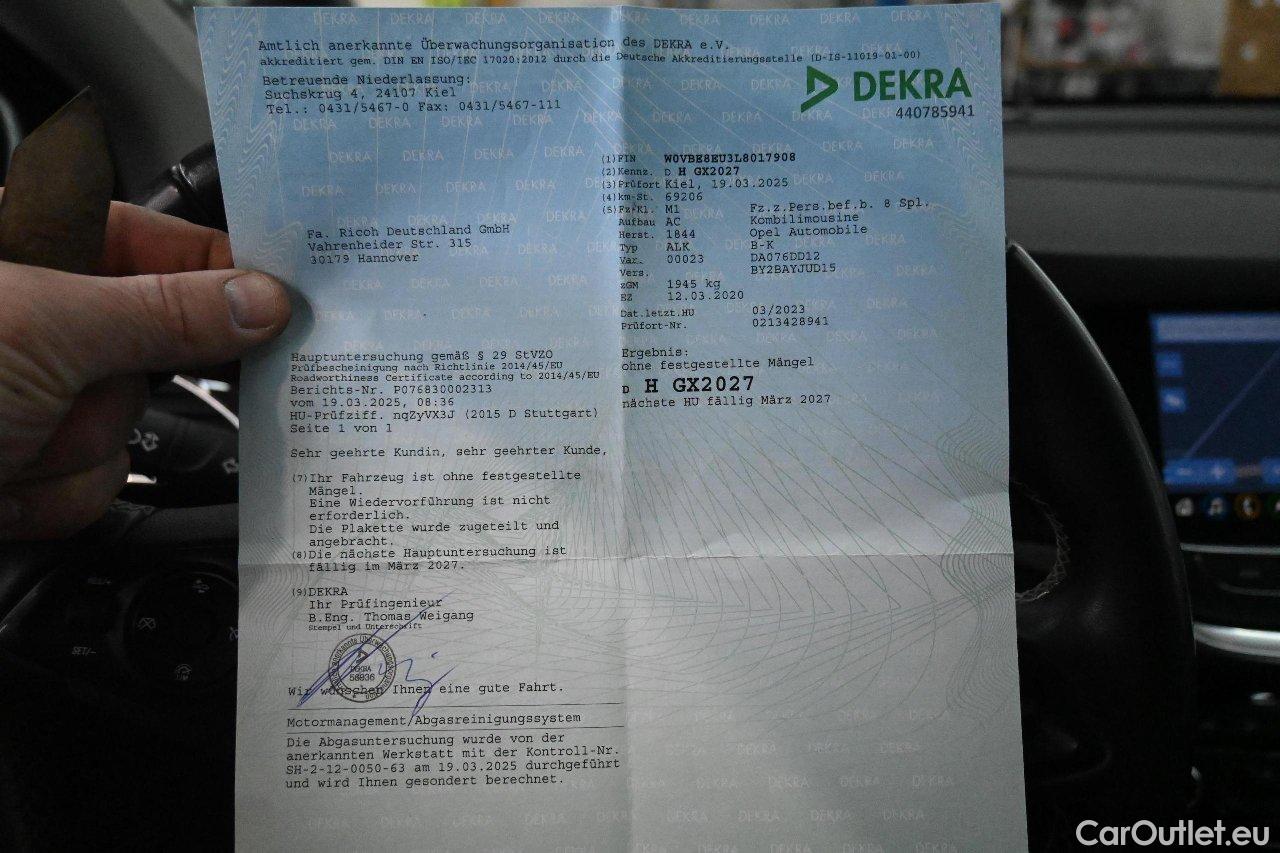 Amtlich anerkannte Überwachungsorganisation des DEKRA e.V.
akkreditiert gem. DIN EN ISO/IEC 17020:2012 durch die Deutsche Akkreditierungsstelle (D-IS-11019-01-00)
Betreuende Niederlassung:
Suchskrug 4, 24107 Kiel
Tel.: 0431/5467-0 Fax: 0431/5467-111
DEKRA
440785941
(1) FIN W0VBE8EU3L8017908
(2) Kennz. D H GX2027
(3) Prüfort Kiel, 19.03.2025
(4) km-St. 69206
(5) Fz.-Kl. M1 Fz.z.Pers.bef.b. 8 Spl.
Aufbau AC Kombilimousine
Herst. 1844 Opel Automobile
Typ ALK B-K
Var. 00023 DA076DD12
Vers. BY2BAYJUD15
zGM 1945 kg
EZ 12.03.2020
Dat.letzt.HU 03/2023
Prüfort-Nr. 0213428941
Fa. Ricoh Deutschland GmbH
Vahrenheider Str. 315
30179 Hannover
Hauptuntersuchung gemäß § 29 StVZO
Prüfbescheinigung nach Richtlinie 2014/45/EU
Roadworthiness Certificate according to 2014/45/EU
Berichts-Nr. P076830002313
vom 19.03.2025, 08:36
HU-Prüfziff. nqZyVX3J (2015 D Stuttgart)
Seite 1 von 1
Ergebnis:
ohne festgestellte Mängel
D H GX2027
nächste HU fällig März 2027
Sehr geehrte Kundin, sehr geehrter Kunde,
(7) Ihr Fahrzeug ist ohne festgestellte
Mängel.
Eine Wiedervorführung ist nicht
erforderlich.
Die Plakette wurde zugeteilt und
angebracht.
(8) Die nächste Hauptuntersuchung ist
fällig im März 2027.
(9) DEKRA
Ihr Prüfingenieur
B.Eng. Thomas Weigang
Stempel und Unterschrift
DEKRA
56936
Wir wünschen Ihnen eine gute Fahrt.
Motormanagement/Abgasreinigungssystem
Die Abgasuntersuchung wurde von der
anerkannten Werkstatt mit der Kontroll-Nr.
SH-2-12-0050-63 am 19.03.2025 durchgeführt
und wird Ihnen gesondert berechnet.
SET/-
CarOutlet.eu